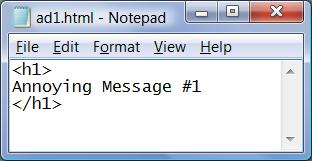 ad1.html - Notepad
File Edit Format View Help
<h1>
Annoying Message #1
</h1>